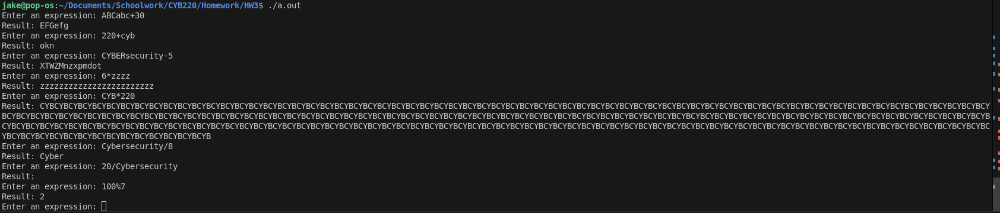 jake@pop-os:~/Documents/Schoolwork/CYB220/Homework/HW3$ ./a.out
Enter an expression: ABCabc+30
Result: EFGefg
Enter an expression: 220+cyb
Result: okn
Enter an expression: CYBERsecurity-5
Result: XTWZMnzxpmdot
Enter an expression: 6*zzzz
Result: zzzzzzzzzzzzzzzzzzzzzzzz
Enter an expression: CYB*220
Result: CYBCYBCYBCYBCYBCYBCYBCYBCYBCYBCYBCYBCYBCYBCYBCYBCYBCYBCYBCYBCYBCYBCYBCYBCYBCYBCYBCYBCYBCYBCYBCYBCYBCYBCYBCYBCYBCYBCYBCYBCYBCYBCYBCYBCYBCYBCYBCYBCYBCYBCYBCYBCYBCYBCYBCYBCYBCYBCYBCYBCYBCYBCYBCYBCYBCYBCY
BCYBCYBCYBCYBCYBCYBCYBCYBCYBCYBCYBCYBCYBCYBCYBCYBCYBCYBCYBCYBCYBCYBCYBCYBCYBCYBCYBCYBCYBCYBCYBCYBCYBCYBCYBCYBCYBCYBCYBCYBCYBCYBCYBCYBCYBCYBCYBCYBCYBCYBCYBCYBCYBCYBCYBCYBCYBCYBCYBCYBCYBCYBCYBCYBCYBCYBCYBCYBCYB
CYBCYBCYBCYBCYBCYBCYBCYBCYBCYBCYBCYBCYBCYBCYBCYBCYBCYBCYBCYBCYBCYBCYBCYBCYBCYBCYBCYBCYBCYBCYBCYBCYBCYBCYBCYBCYBCYBCYBCYBCYBCYBCYBCYBCYBCYBCYBCYBCYBCYBCYBCYBCYBCYBCYBCYBCYBCYBCYBCYBCYBCYBCYBCYBCYBCYBCYBCYBCYBC
YBCYBCYBCYBCYBCYBCYBCYBCYBCYBCYBCYBCYBCYBCYB
Enter an expression: Cybersecurity/8
Result: Cyber
Enter an expression: 20/Cybersecurity
Result:
Enter an expression: 100%7
Result: 2
Enter an expression: